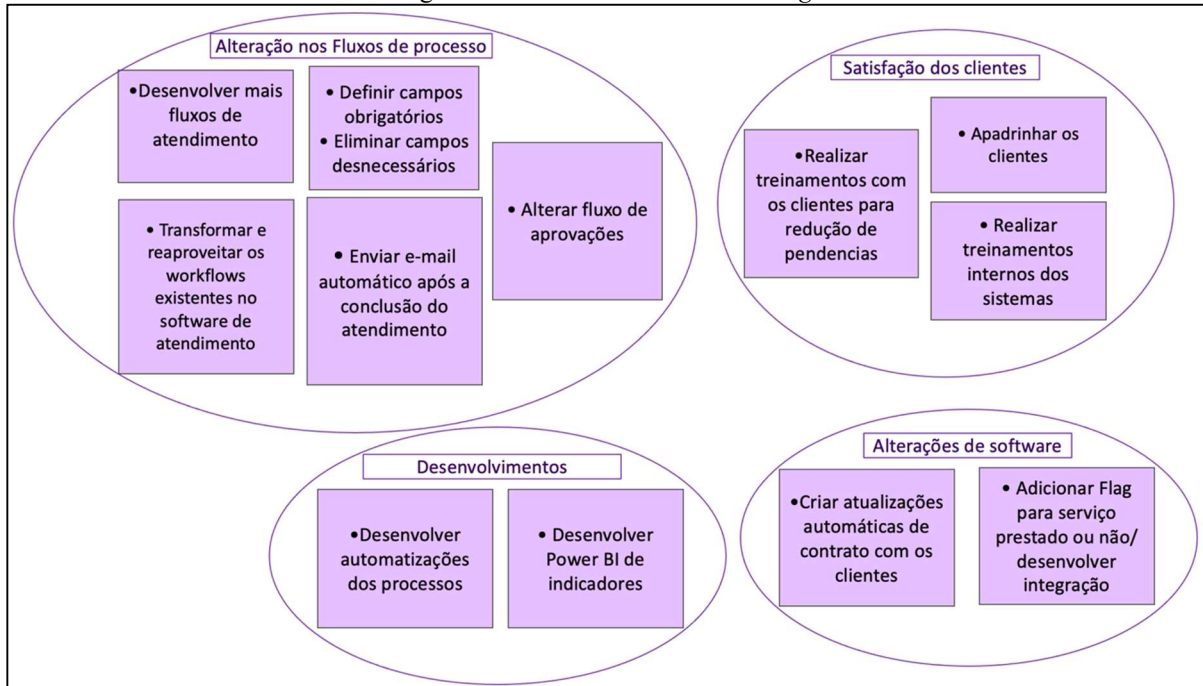 Alteração nos Fluxos de processo
•Desenvolver mais
fluxos de
atendimento
• Definir campos
obrigatórios
• Eliminar campos
desnecessários
• Alterar fluxo de
aprovações
• Transformar e
reaproveitar os
workflows
existentes no
software de
atendimento
• Enviar e-mail
automático após a
conclusão do
atendimento
Satisfação dos clientes
•Realizar
treinamentos com
os clientes para
redução de
pendencias
• Apadrinhar os
clientes
• Realizar
treinamentos
internos dos
sistemas
Desenvolvimentos
•Desenvolver
automatizações
dos processos
• Desenvolver
Power BI de
indicadores
Alterações de software
•Criar atualizações
automáticas de
contrato com os
clientes
• Adicionar Flag
para serviço
prestado ou não/
desenvolver
integração